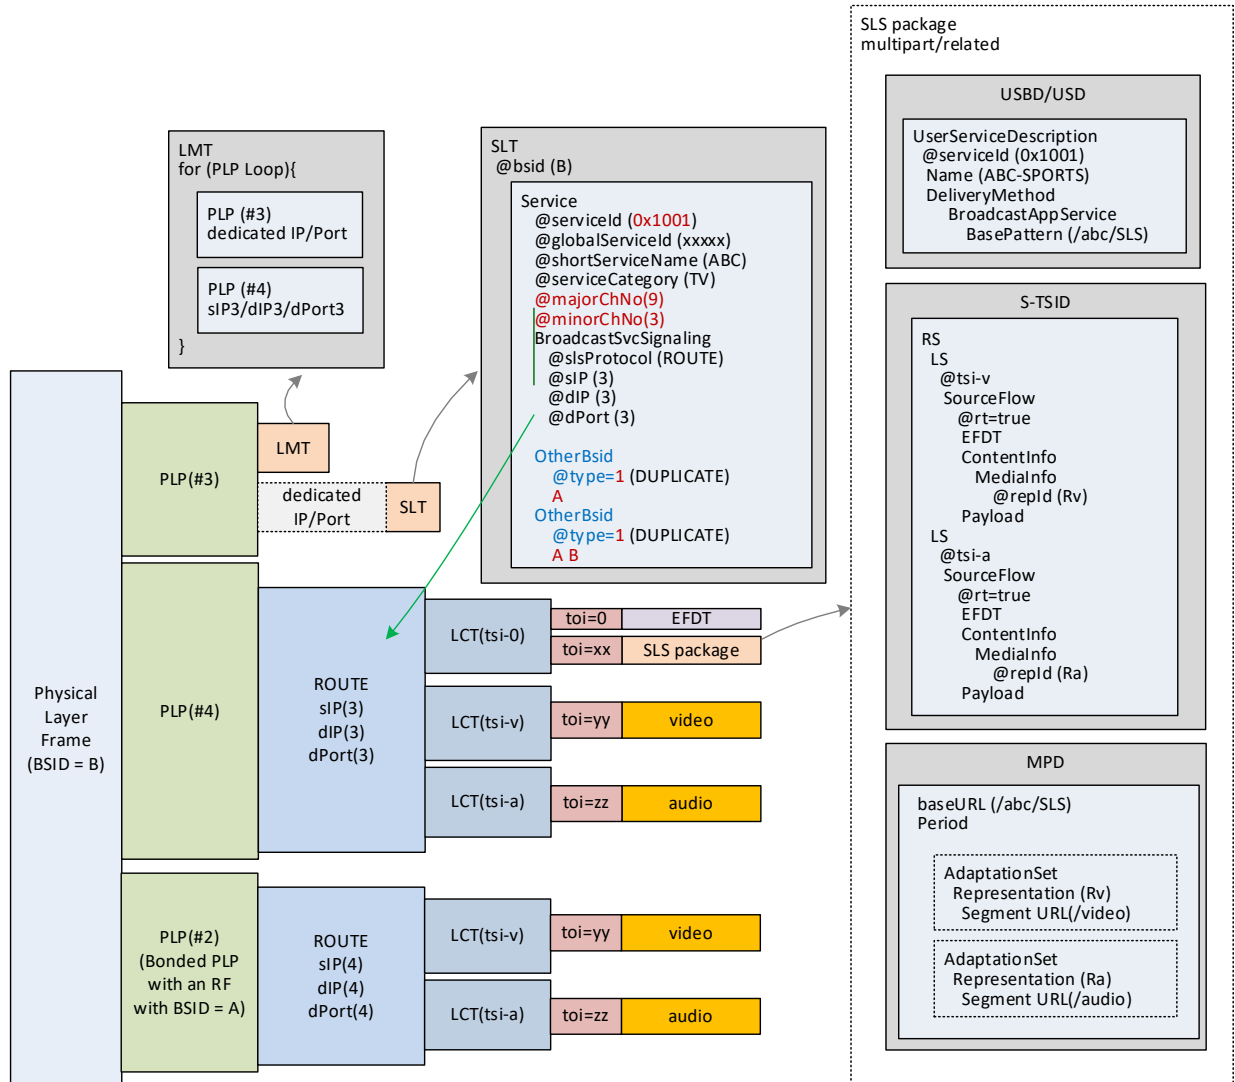 SLS package
multipart/related
USBD/USD
UserServiceDescription
@serviceId (0x1001)
Name (ABC-SPORTS)
DeliveryMethod
BroadcastAppService
BasePattern (/abc/SLS)
LMT
for (PLP Loop){
PLP (#3)
dedicated IP/Port
PLP (#4)
sIP3/dIP3/dPort3
}
SLT
@bsid (B)
Service
@serviceId (0x1001)
@globalServiceId (xxxxx)
@shortServiceName (ABC)
@serviceCategory (TV)
@majorChNo(9)
@minorChNo(3)
BroadcastSvcSignaling
@slsProtocol (ROUTE)
@sIP (3)
@dIP (3)
@dPort (3)
OtherBsid
@type=1 (DUPLICATE)
A
OtherBsid
@type=1 (DUPLICATE)
A B
S-TSID
RS
LS
@tsi-v
SourceFlow
@rt=true
EFDT
ContentInfo
MediaInfo
@repId (Rv)
Payload
LS
@tsi-a
SourceFlow
@rt=true
EFDT
ContentInfo
MediaInfo
@repId (Ra)
Payload
MPD
baseURL (/abc/SLS)
Period
AdaptationSet
Representation (Rv)
Segment URL(/video)
AdaptationSet
Representation (Ra)
Segment URL(/audio)
Physical
Layer
Frame
(BSID = B)
PLP(#3)
LMT
dedicated
IP/Port
SLT
PLP(#4)
ROUTE
sIP(3)
dIP(3)
dPort(3)
LCT(tsi-0)
toi=0
EFDT
toi=xx
SLS package
LCT(tsi-v)
toi=yy
video
LCT(tsi-a)
toi=zz
audio
PLP(#2)
(Bonded PLP
with an RF
with BSID = A)
ROUTE
sIP(4)
dIP(4)
dPort(4)
LCT(tsi-v)
toi=yy
video
LCT(tsi-a)
toi=zz
audio